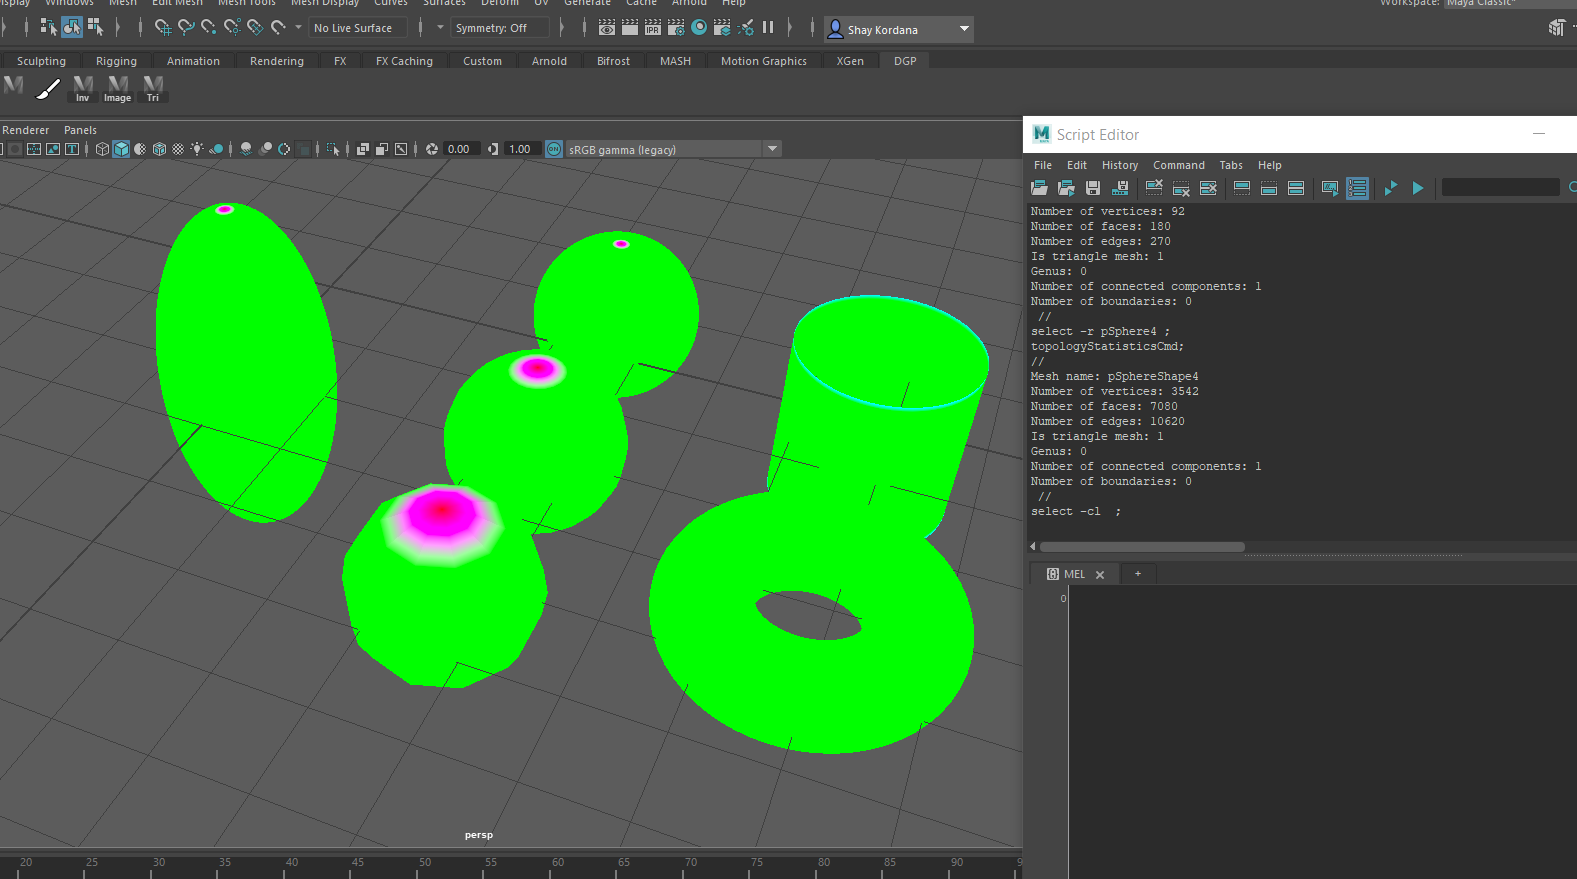 Display Windows Mesh Edit Mesh Mesh Tools Mesh Display Curves Surfaces Deform UV Generate Cache Arnold Help
Workspace: Maya Classic*
No Live Surface
Symmetry: Off
IPR
Shay Kordana
Sculpting Rigging Animation Rendering FX FX Caching Custom Arnold Bifrost MASH Motion Graphics XGen DGP
Inv Image Tri
Renderer Panels
0.00 1.00 ON sRGB gamma (legacy)
Script Editor
File Edit History Command Tabs Help
Number of vertices: 92
Number of faces: 180
Number of edges: 270
Is triangle mesh: 1
Genus: 0
Number of connected components: 1
Number of boundaries: 0
//
select -r pSphere4 ;
topologyStatisticsCmd;
//
Mesh name: pSphereShape4
Number of vertices: 3542
Number of faces: 7080
Number of edges: 10620
Is triangle mesh: 1
Genus: 0
Number of connected components: 1
Number of boundaries: 0
//
select -cl  ;
MEL
+
0
persp
20 25 30 35 40 45 50 55 60 65 70 75 80 85 90 9